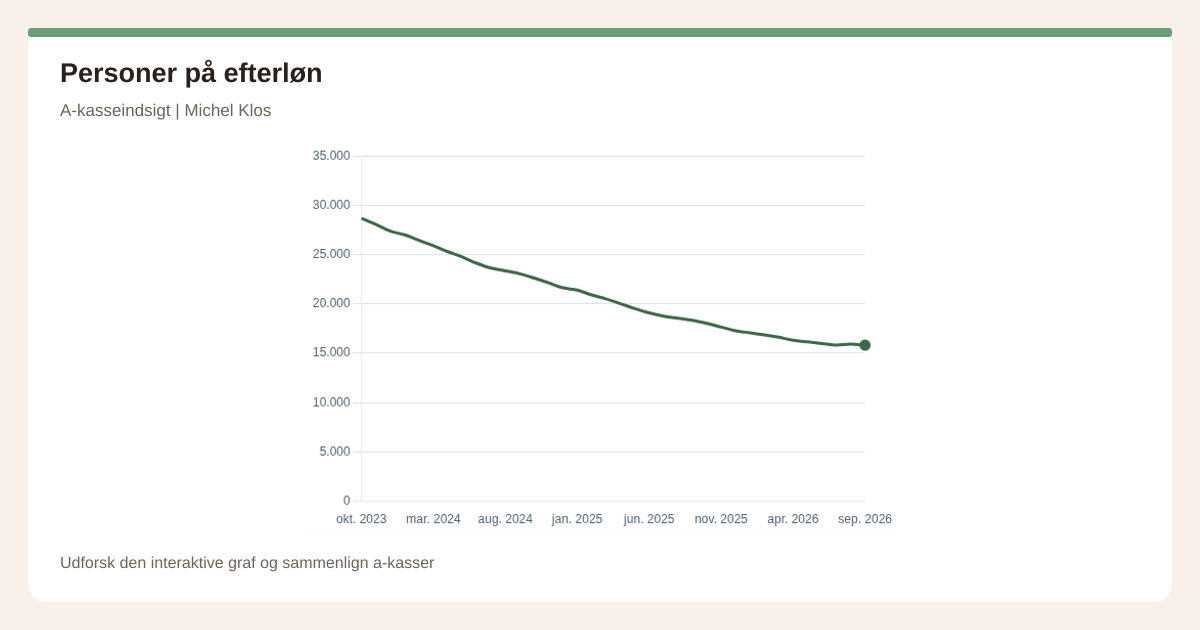 Personer på efterløn
A-kasseindsigt | Michel Klos
35.000
30.000
25.000
20.000
15.000
10.000
5.000
0
okt. 2023 mar. 2024 aug. 2024 jan. 2025 jun. 2025 nov. 2025 apr. 2026 sep. 2026
Udforsk den interaktive graf og sammenlign a-kasser